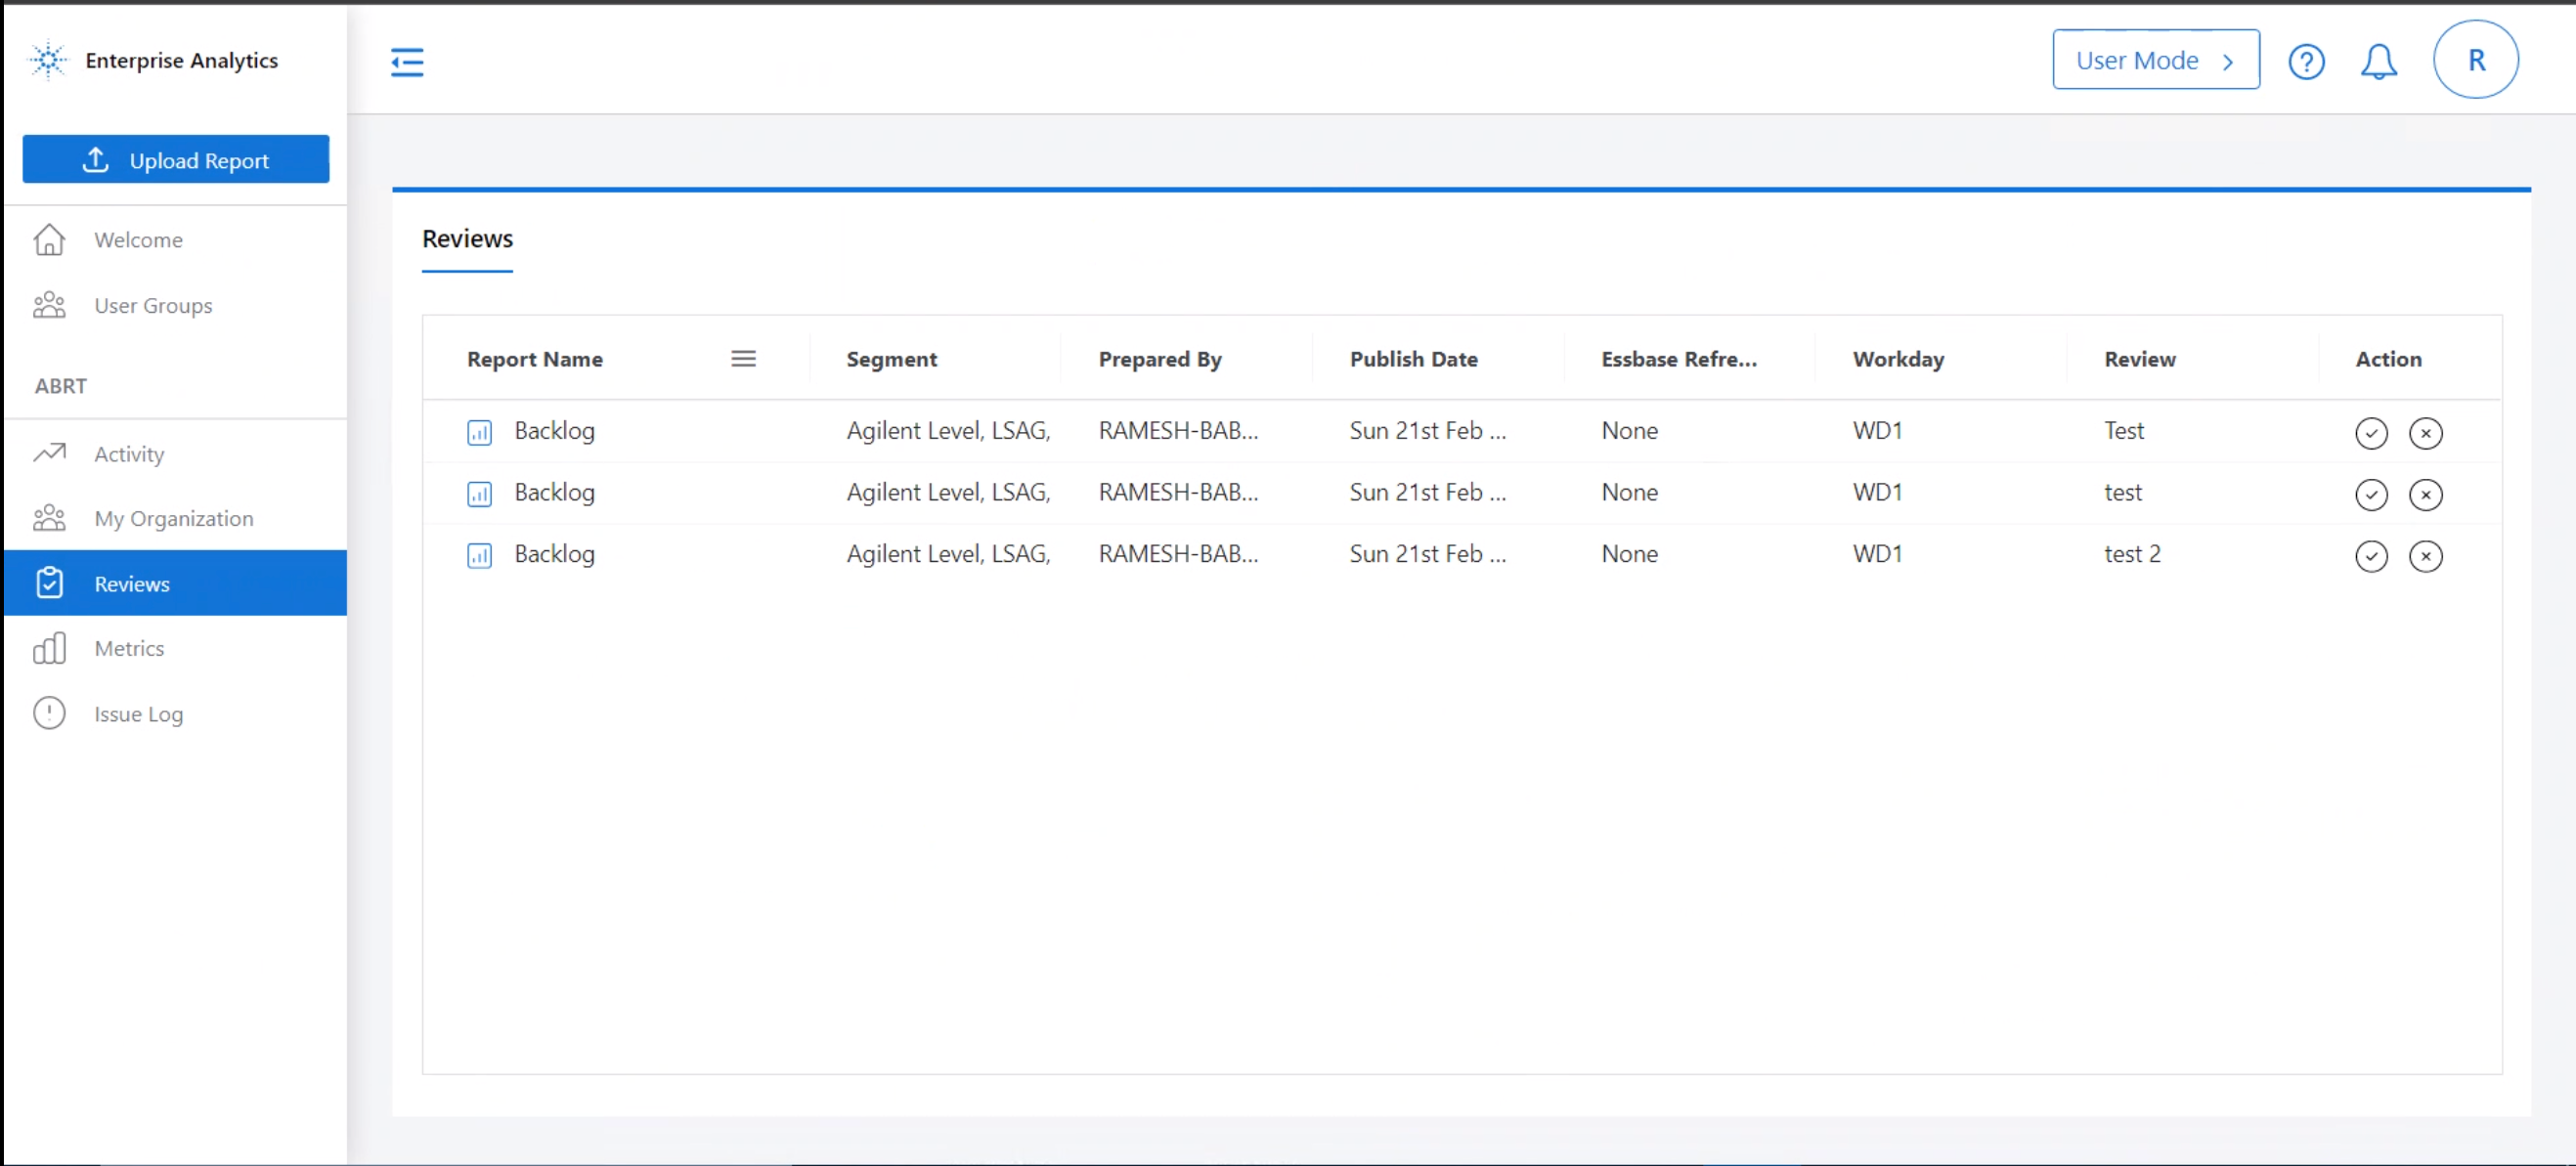 Enterprise Analytics
User Mode
R
Upload Report
Welcome
User Groups
ABRT
Activity
My Organization
Reviews
Metrics
Issue Log
Reviews
Report Name Segment Prepared By Publish Date Essbase Refre... Workday Review Action
Backlog Agilent Level, LSAG, RAMESH-BAB... Sun 21st Feb ... None WD1 Test
Backlog Agilent Level, LSAG, RAMESH-BAB... Sun 21st Feb ... None WD1 test
Backlog Agilent Level, LSAG, RAMESH-BAB... Sun 21st Feb ... None WD1 test 2